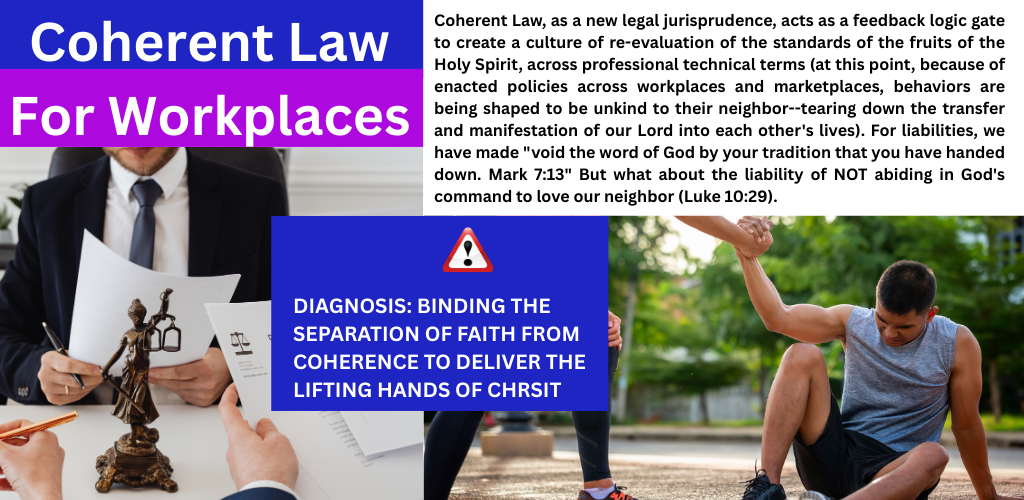 Coherent Law
For Workplaces
Coherent Law, as a new legal jurisprudence, acts as a feedback logic gate
to create a culture of re-evaluation of the standards of the fruits of the
Holy Spirit, across professional technical terms (at this point, because of
enacted policies across workplaces and marketplaces, behaviors are
being shaped to be unkind to their neighbor--tearing down the transfer
and manifestation of our Lord into each other's lives). For liabilities, we
have made "void the word of God by your tradition that you have handed
down. Mark 7:13" But what about the liability of NOT abiding in God's
command to love our neighbor (Luke 10:29).
DIAGNOSIS: BINDING THE
SEPARATION OF FAITH FROM
COHERENCE TO DELIVER THE
LIFTING HANDS OF CHRSIT